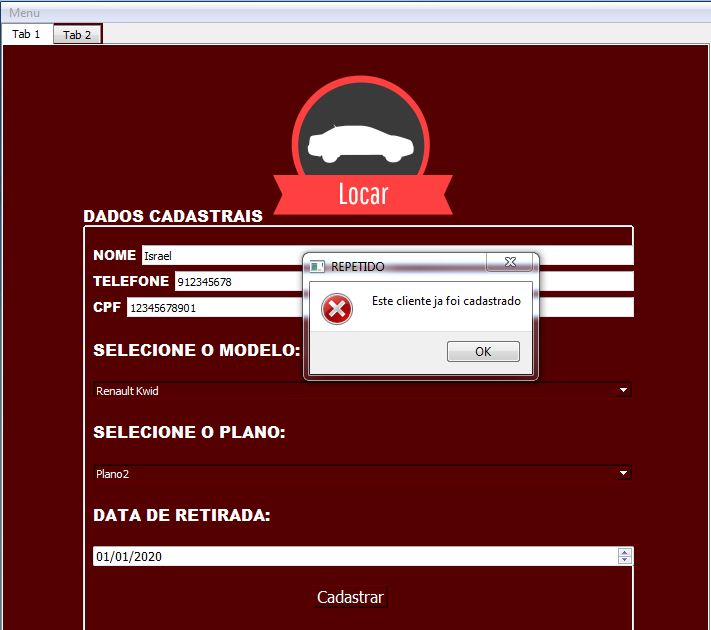 Menu
Tab 1 Tab 2
Locar
DADOS CADASTRAIS
NOME Israel
REPETIDO
TELEFONE 912345678
Este cliente ja foi cadastrado
CPF 12345678901
SELECIONE O MODELO:
OK
Renault Kwid
SELECIONE O PLANO:
Plano2
DATA DE RETIRADA:
01/01/2020
Cadastrar